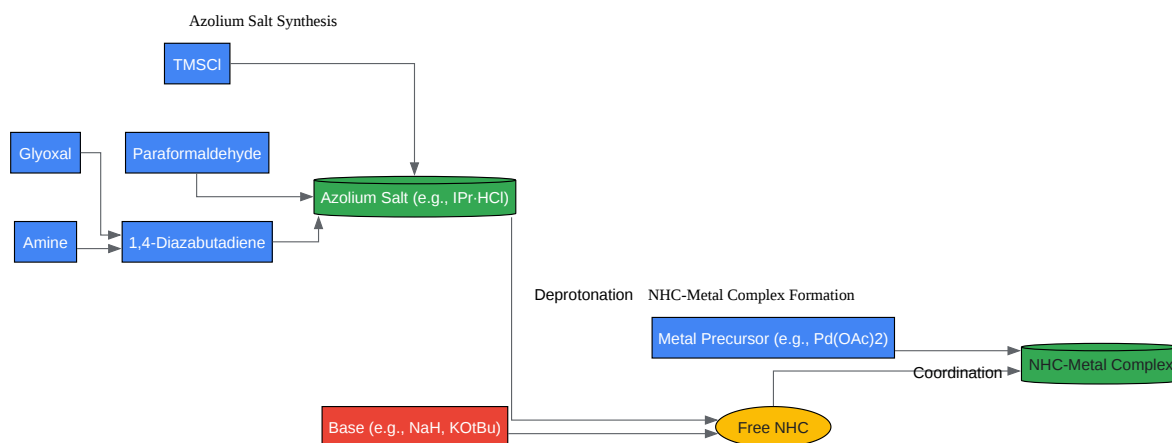 Azolium Salt Synthesis
TMSCl
Glyoxal
Paraformaldehyde
Azolium Salt (e.g., IPr·HCl)
Amine
1,4-Diazabutadiene
Deprotonation
NHC-Metal Complex Formation
Metal Precursor (e.g., Pd(OAc)2)
NHC-Metal Complex
Coordination
Base (e.g., NaH, KOtBu)
Free NHC